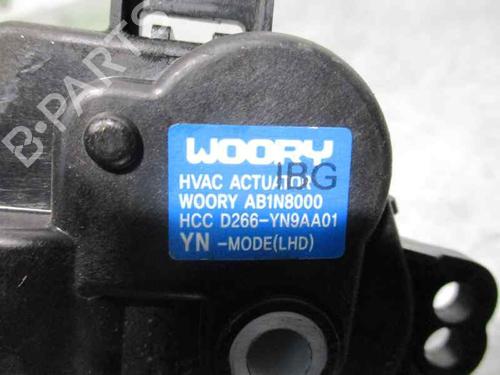 B-PARTS
WOORY
IBG
HVAC ACTUATOR
WOORY AB1N8000
HCC D266-YN9AA01
YN -MODE(LHD)